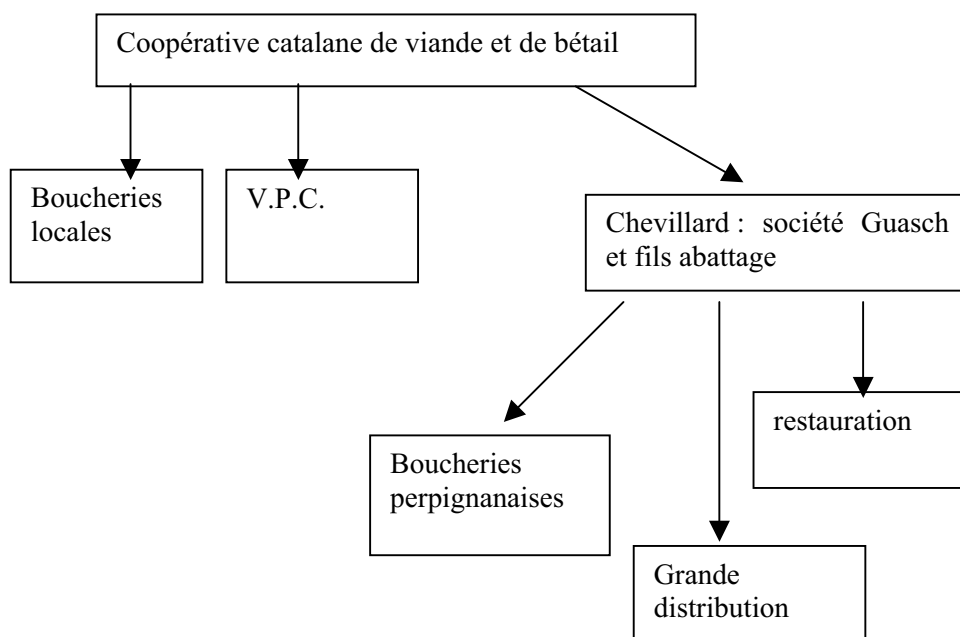 Coopérative catalane de viande et de bétail
Boucheries
locales
V.P.C.
Chevillard : société Guasch
et fils abattage
restauration
Boucheries
perpignanaises
Grande
distribution